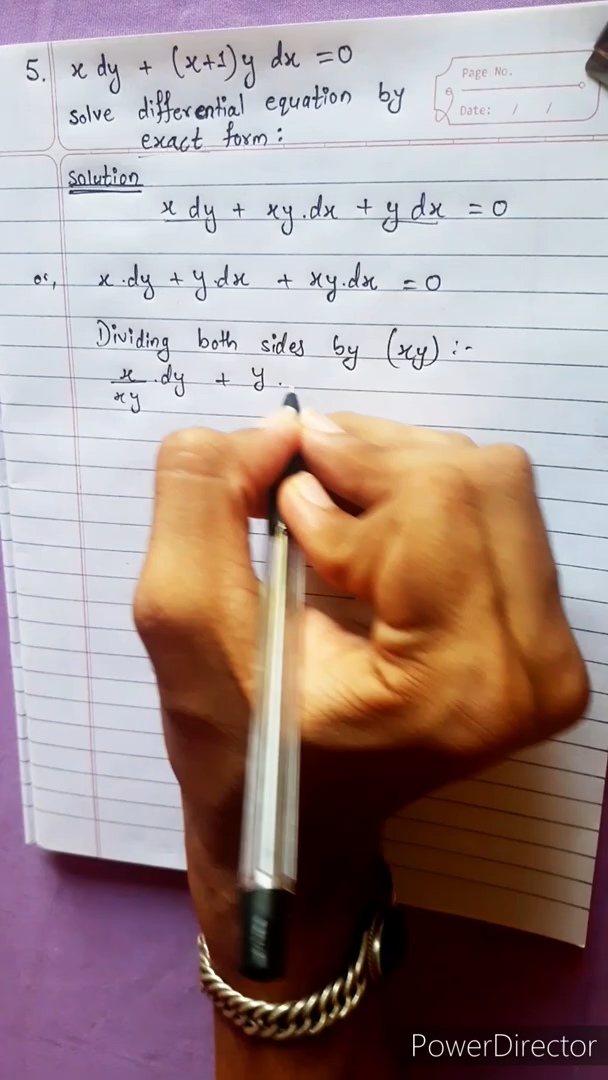 5. x dy + (x+1)y dx = 0
Page No.
solve differential equation by
Date: / /
exact form:
solution
x dy + xy.dx + y dx = 0
or, x.dy + y.dx + xy.dx = 0
Dividing both sides by (xy) :-
x/xy .dy + y.
PowerDirector